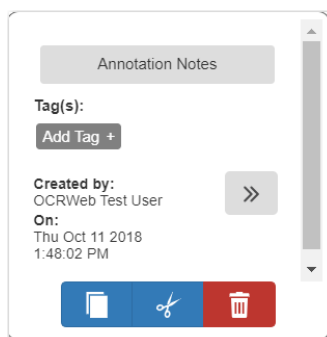 Annotation Notes
Tag(s):
Add Tag +
Created by:
OCRWeb Test User
On:
Thu Oct 11 2018
1:48:02 PM